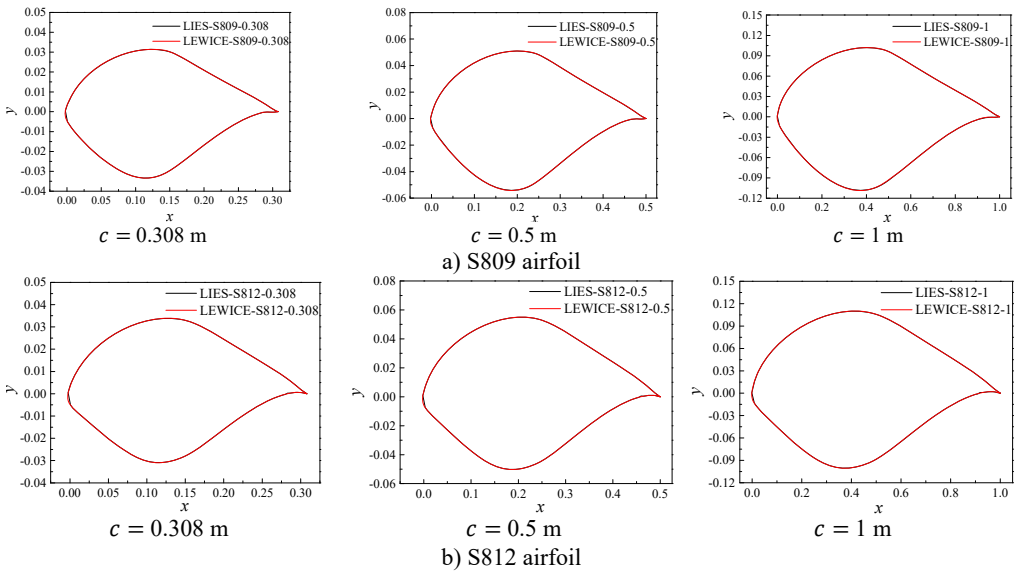 LIES-S809-0.308
LEWICE-S809-0.308
0.05
0.04
0.03
0.02
0.01
0.00
-0.01
-0.02
-0.03
-0.04
y
0.00 0.05 0.10 0.15 0.20 0.25 0.30
x
c = 0.308 m
LIES-S809-0.5
LEWICE-S809-0.5
0.08
0.06
0.04
0.02
0.00
-0.02
-0.04
-0.06
y
0.0 0.1 0.2 0.3 0.4 0.5
x
c = 0.5 m
LIES-S809-1
LEWICE-S809-1
0.15
0.12
0.09
0.06
0.03
0.00
-0.03
-0.06
-0.09
-0.12
y
0.0 0.2 0.4 0.6 0.8 1.0
x
c = 1 m
a) S809 airfoil
LIES-S812-0.308
LEWICE-S812-0.308
0.05
0.04
0.03
0.02
0.01
0.00
-0.01
-0.02
-0.03
-0.04
y
0.00 0.05 0.10 0.15 0.20 0.25 0.30
x
c = 0.308 m
LIES-S812-0.5
LEWICE-S812-0.5
0.08
0.06
0.04
0.02
0.00
-0.02
-0.04
-0.06
y
0.0 0.1 0.2 0.3 0.4 0.5
x
c = 0.5 m
LIES-S812-1
LEWICE-S812-1
0.15
0.12
0.09
0.06
0.03
0.00
-0.03
-0.06
-0.09
-0.12
y
0.0 0.2 0.4 0.6 0.8 1.0
x
c = 1 m
b) S812 airfoil